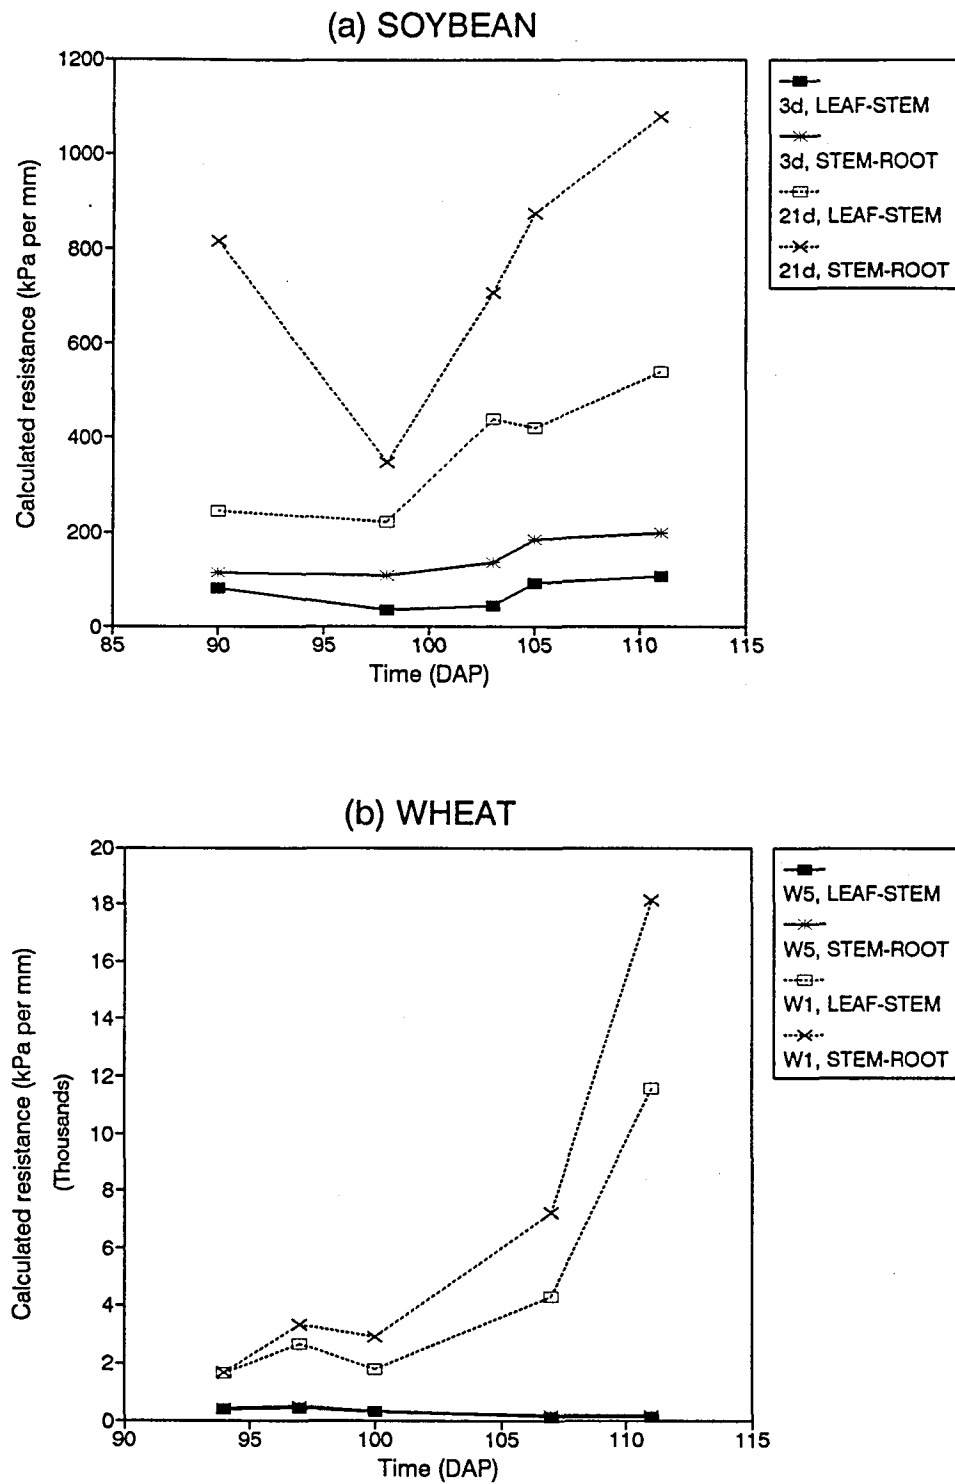 (a) SOYBEAN
1200
1000
800
600
400
200
0
Calculated resistance (kPa per mm)
85 90 95 100 105 110 115
Time (DAP)
3d, LEAF-STEM
3d, STEM-ROOT
21d, LEAF-STEM
21d, STEM-ROOT
(b) WHEAT
20
18
16
14
12
10
8
6
4
2
0
Calculated resistance (kPa per mm)
(Thousands)
90 95 100 105 110 115
Time (DAP)
W5, LEAF-STEM
W5, STEM-ROOT
W1, LEAF-STEM
W1, STEM-ROOT